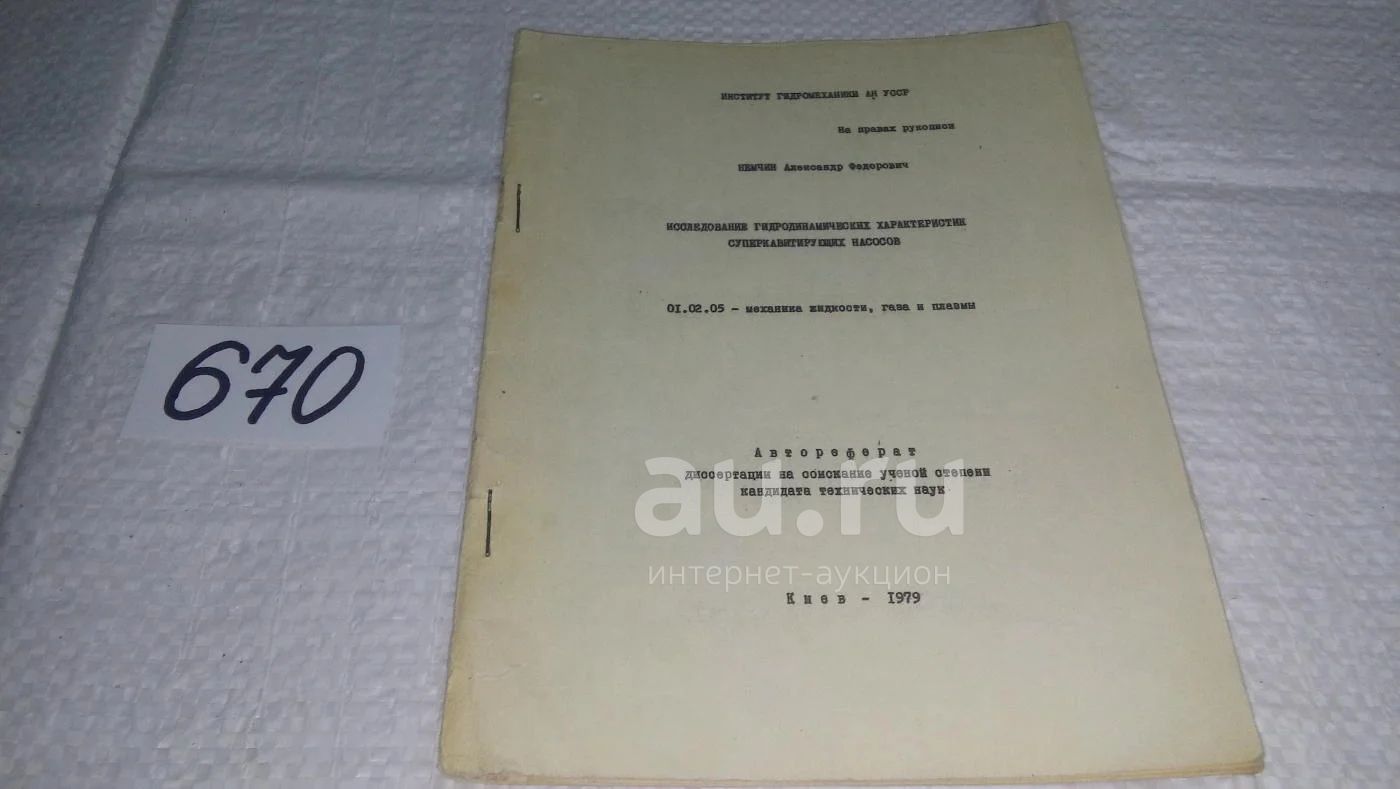 ИНСТИТУТ ГИДРОМЕХАНИКИ АН УССР
На правах рукописи
НЕМЧИН Александр Федорович
ИССЛЕДОВАНИЕ ГИДРОДИНАМИЧЕСКИХ ХАРАКТЕРИСТИК
СУПЕРКАВИТИРУЮЩИХ НАСОСОВ
01.02.05 - механика жидкости, газа и плазмы
670
Автореферат
диссертации на соискание ученой степени
кандидата технических наук
au.ru
интернет-аукцион
Киев - 1979